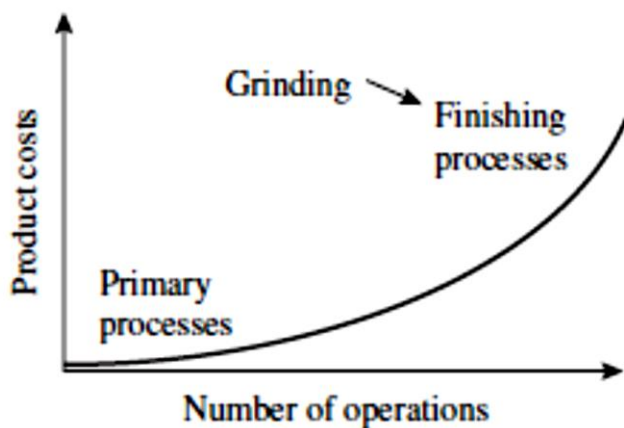 Product costs
Grinding
Finishing
processes
Primary
processes
Number of operations